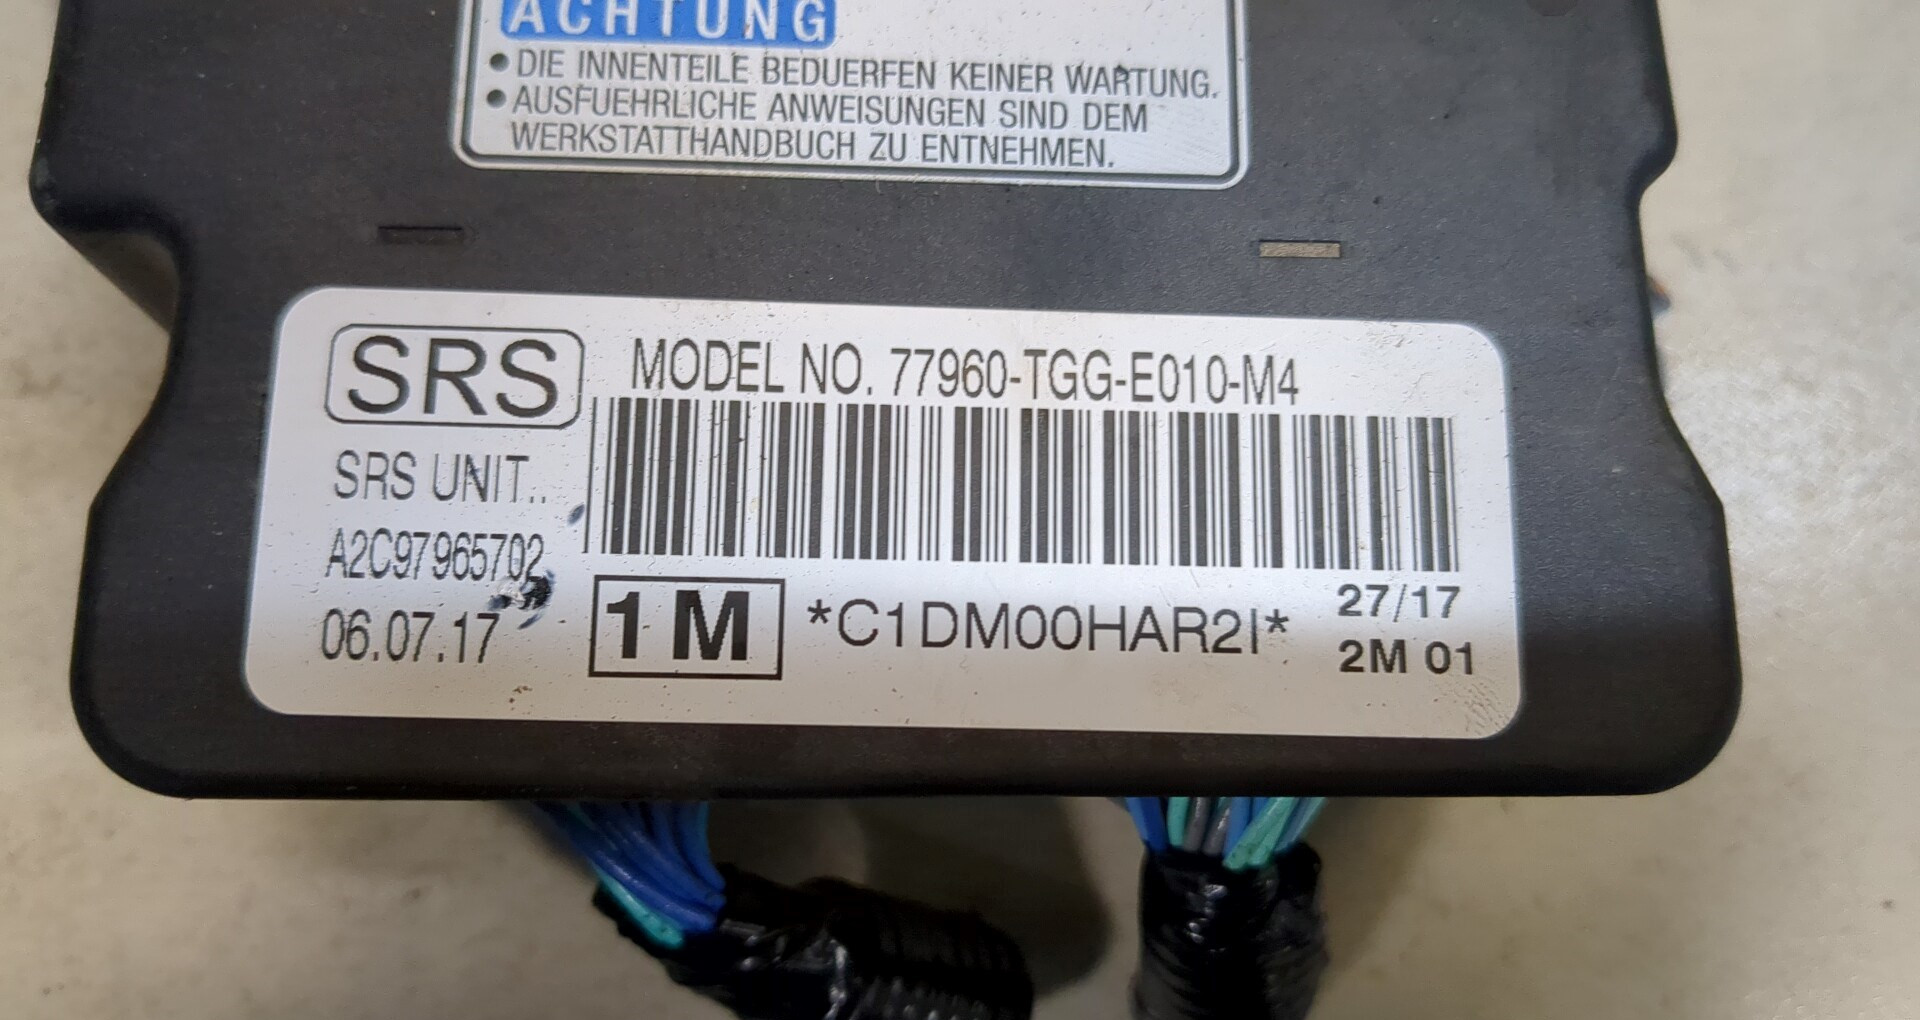 ACHTUNG
• DIE INNENTEILE BEDUERFEN KEINER WARTUNG.
• AUSFUEHRLICHE ANWEISUNGEN SIND DEM
WERKSTATTHANDBUCH ZU ENTNEHMEN.
SRS
MODEL NO. 77960-TGG-E010-M4
SRS UNIT..
A2C97965702
06.07.17
1 M
*C1DM00HAR2I*
27/17
2M 01